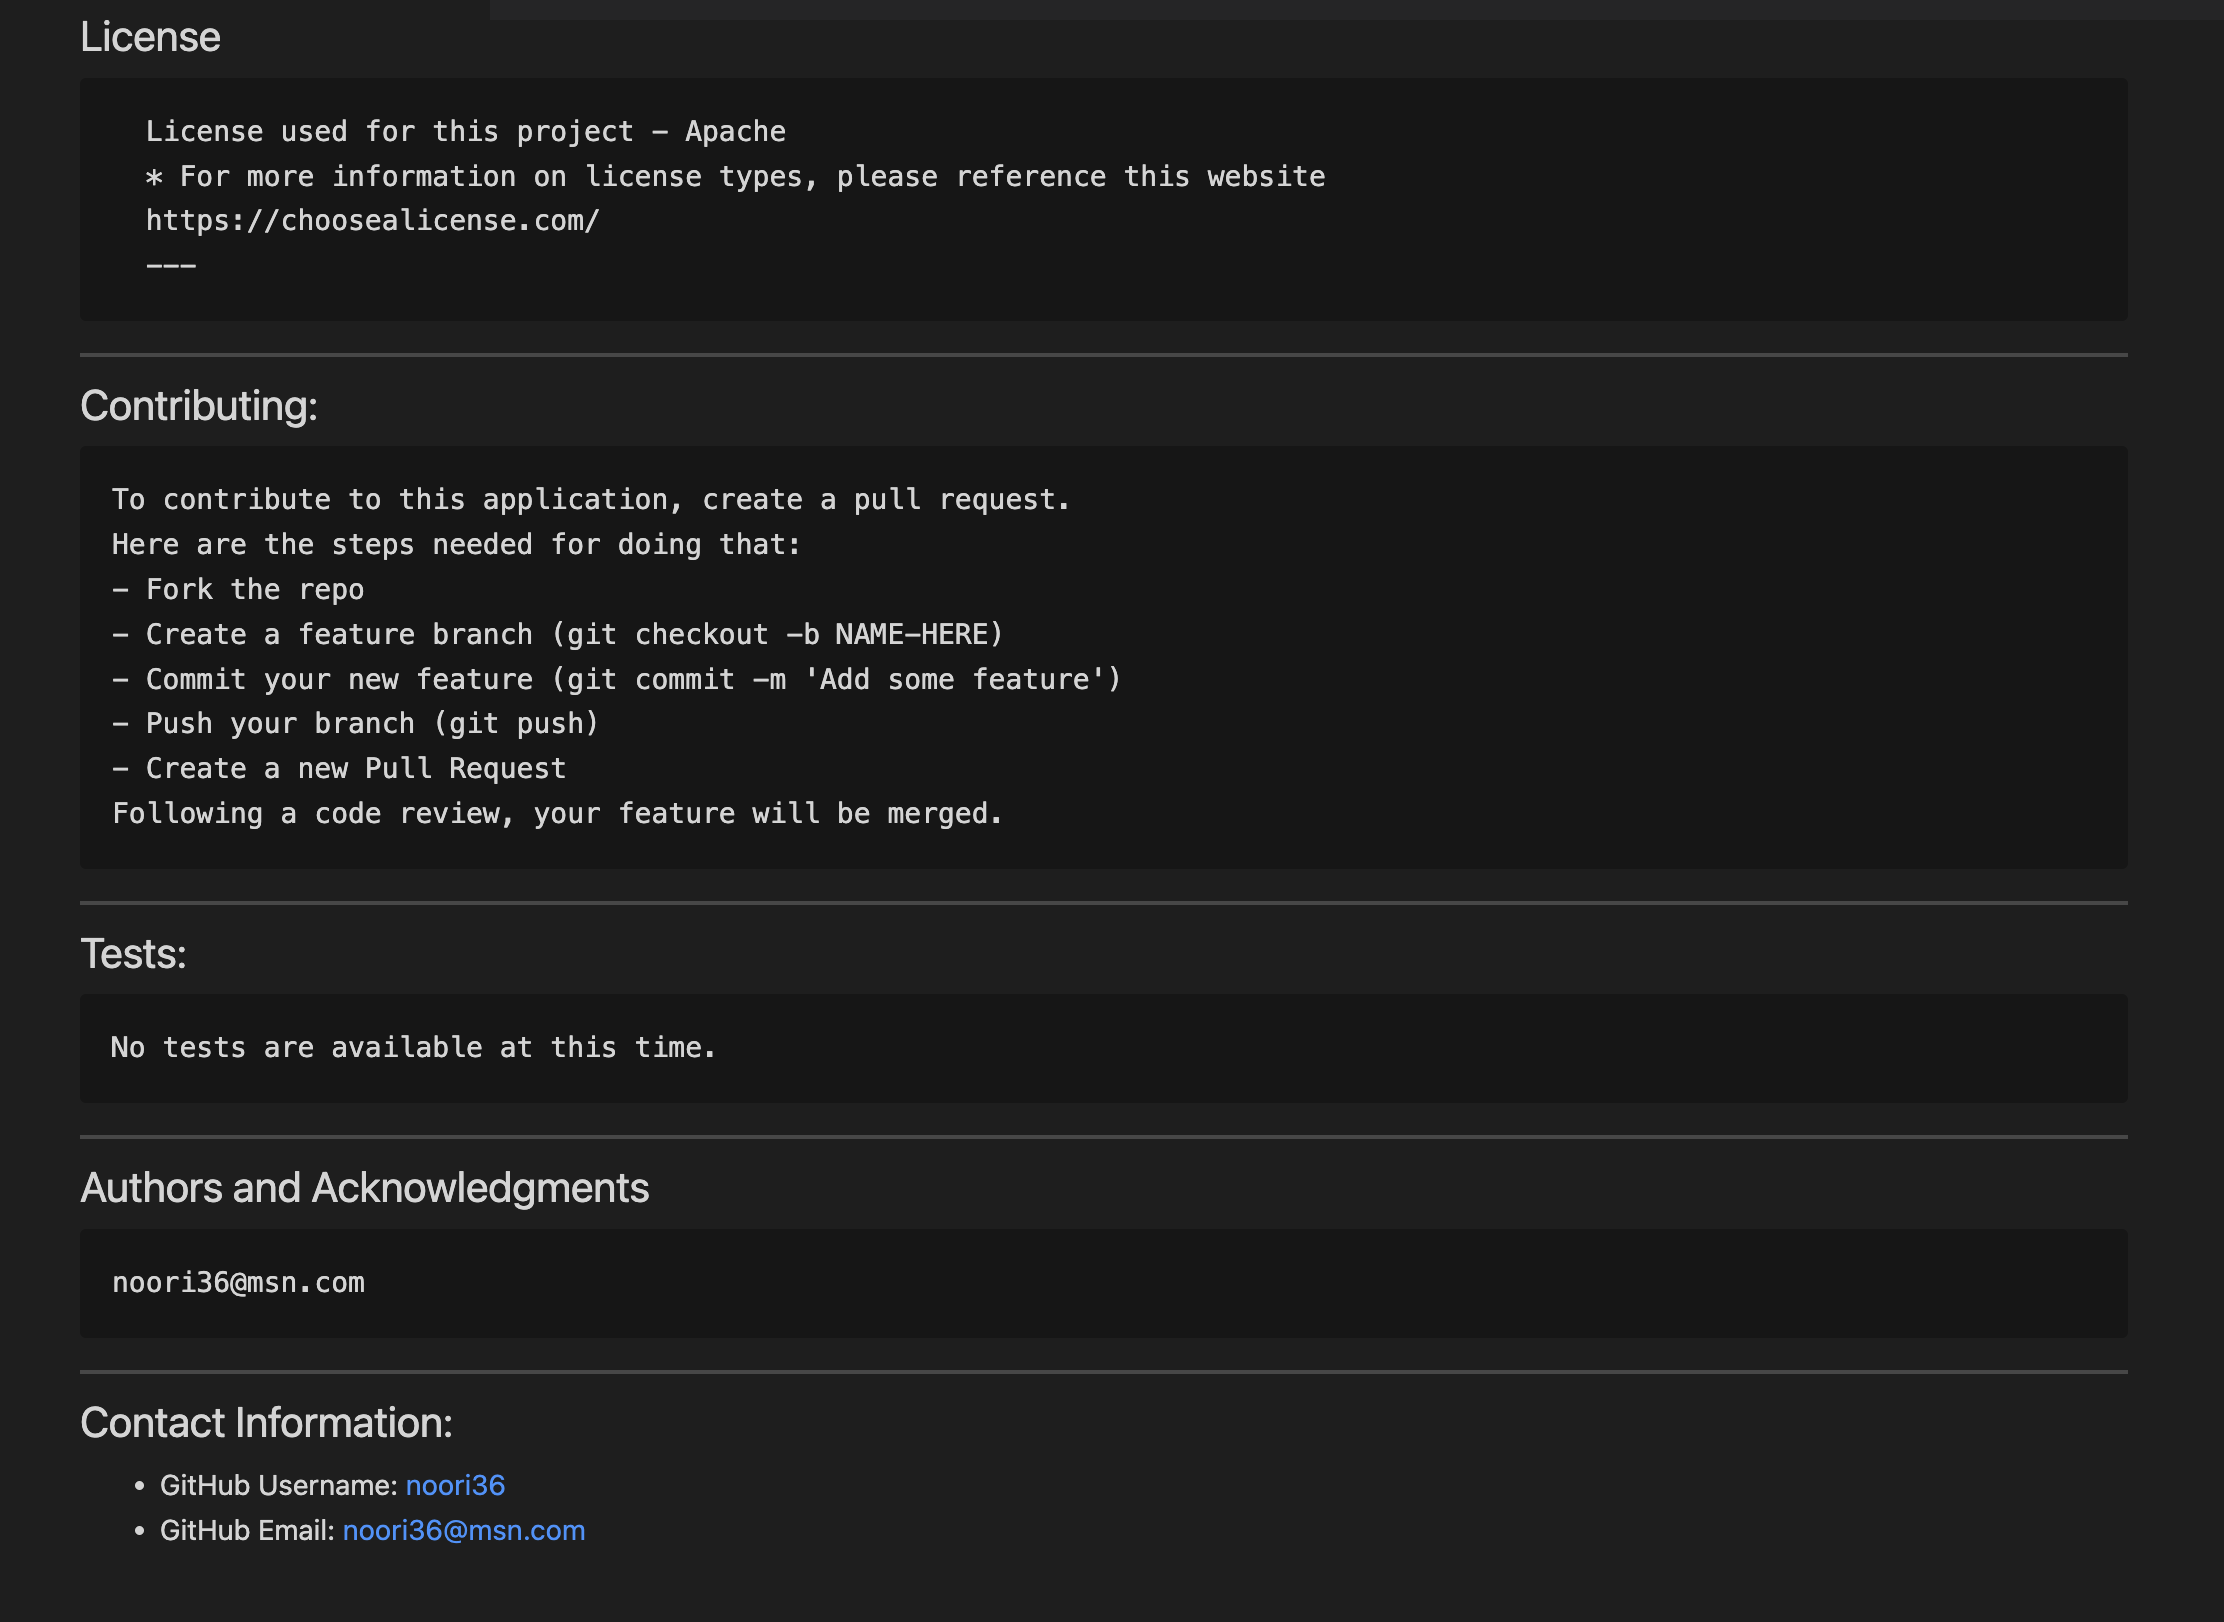 License
License used for this project - Apache
* For more information on license types, please reference this website
https://choosealicense.com/
---
Contributing:
To contribute to this application, create a pull request.
Here are the steps needed for doing that:
- Fork the repo
- Create a feature branch (git checkout -b NAME-HERE)
- Commit your new feature (git commit -m 'Add some feature')
- Push your branch (git push)
- Create a new Pull Request
Following a code review, your feature will be merged.
Tests:
No tests are available at this time.
Authors and Acknowledgments
noori36@msn.com
Contact Information:
• GitHub Username: noori36
• GitHub Email: noori36@msn.com